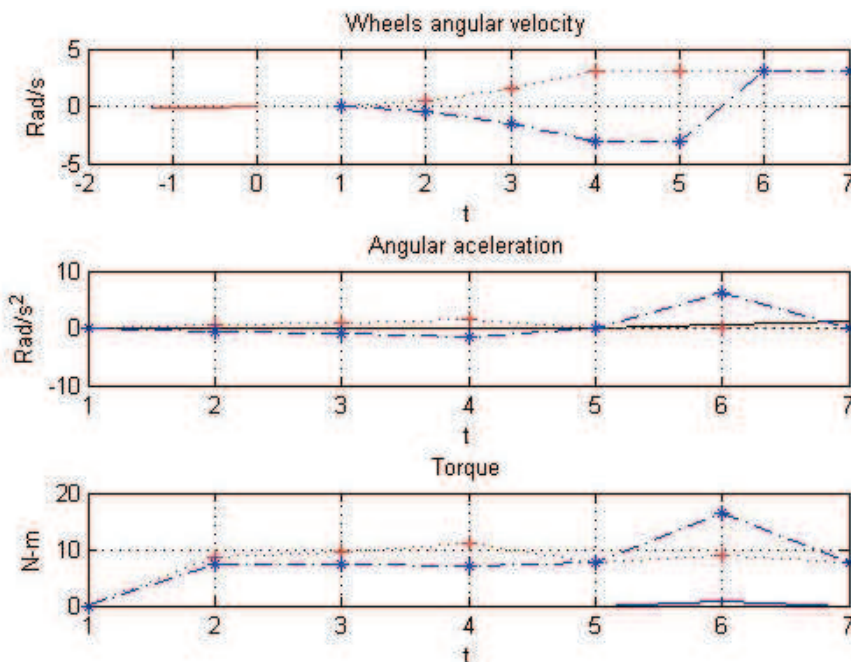 Wheels angular velocity
Rad/s
5
0
-5
-2 -1 0 1 2 3 4 5 6 7
t
Angular aceleration
Rad/s²
10
0
-10
1 2 3 4 5 6 7
t
Torque
N-m
20
10
0
1 2 3 4 5 6 7
t